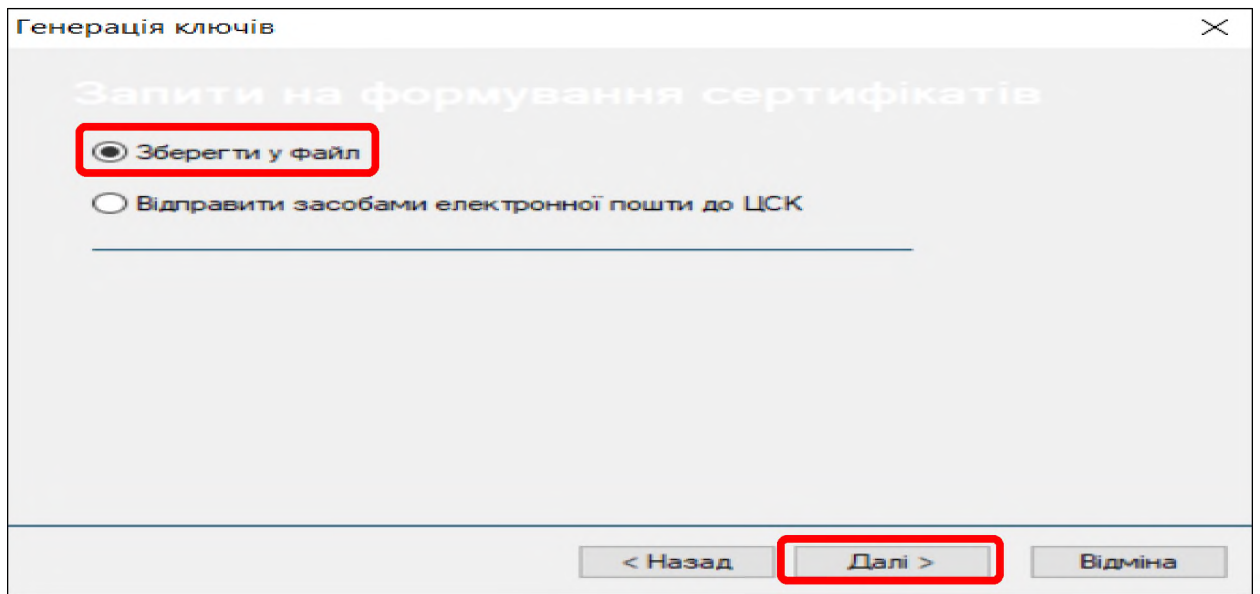 Генерація ключів
Запити на формування сертифікатів
Зберегти у файл
Відправити засобами електронної пошти до ЦСК
< Назад
Далі >
Відміна